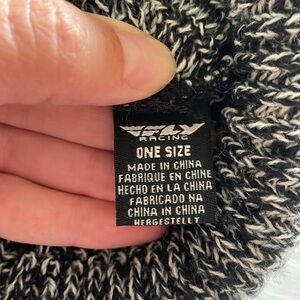 FLY
RACING
ONE SIZE
MADE IN CHINA
FABRIQUE EN CHINE
HECHO EN LA CHINA
FABRICADO NA
CHINA IN CHINA
HERGESTELLT